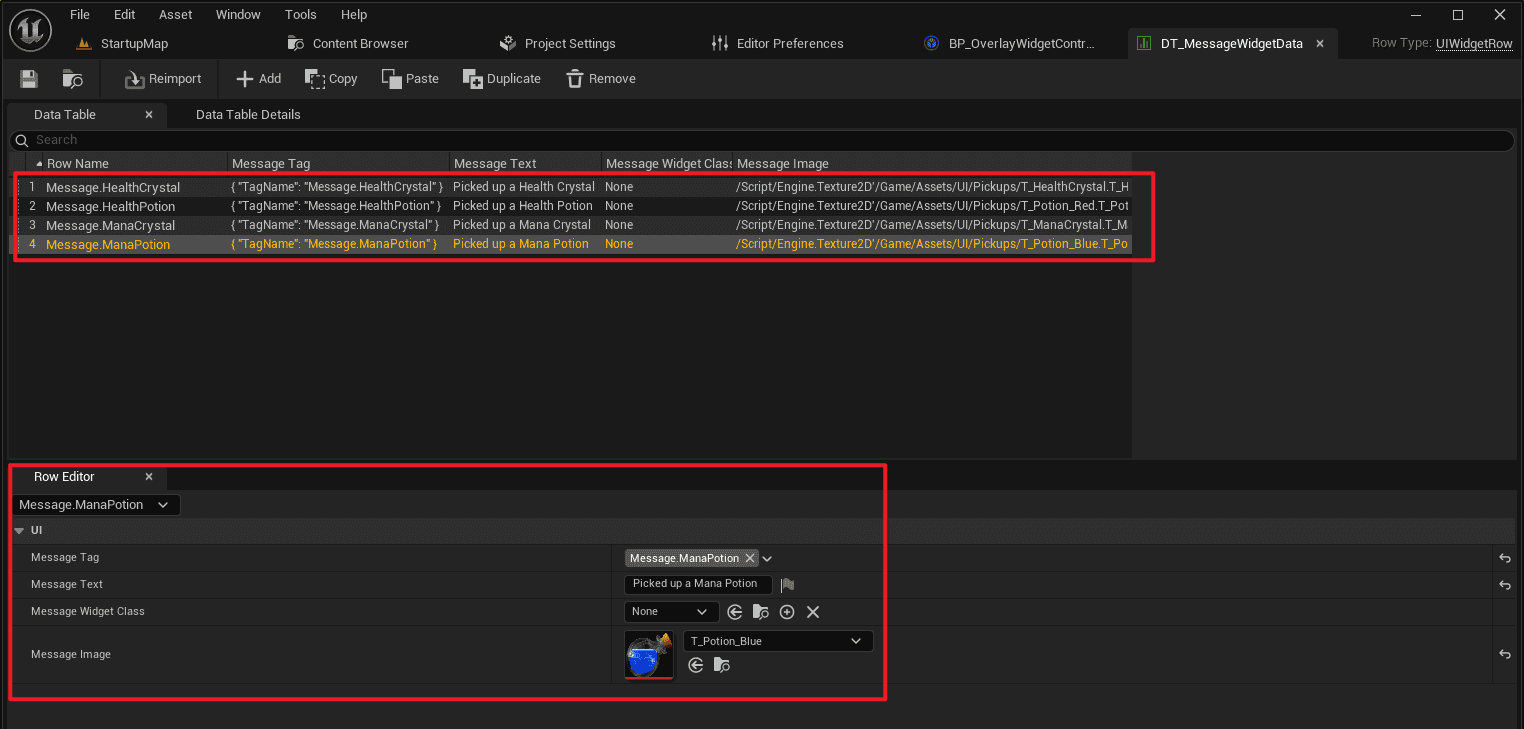 File Edit Asset Window Tools Help
StartupMap Content Browser Project Settings Editor Preferences BP_OverlayWidgetContr... DT_MessageWidgetData Row Type: UIWidgetRow
Reimport Add Copy Paste Duplicate Remove
Data Table Data Table Details
Search
Row Name Message Tag Message Text Message Widget Clas Message Image
1 Message.HealthCrystal { "TagName": "Message.HealthCrystal" } Picked up a Health Crystal None /Script/Engine.Texture2D'/Game/Assets/UI/Pickups/T_HealthCrystal.T_H
2 Message.HealthPotion { "TagName": "Message.HealthPotion" } Picked up a Health Potion None /Script/Engine.Texture2D'/Game/Assets/UI/Pickups/T_Potion_Red.T_Pot
3 Message.ManaCrystal { "TagName": "Message.ManaCrystal" } Picked up a Mana Crystal None /Script/Engine.Texture2D'/Game/Assets/UI/Pickups/T_ManaCrystal.T_M
4 Message.ManaPotion { "TagName": "Message.ManaPotion" } Picked up a Mana Potion None /Script/Engine.Texture2D'/Game/Assets/UI/Pickups/T_Potion_Blue.T_Po
Row Editor
Message.ManaPotion
UI
Message Tag Message.ManaPotion
Message Text Picked up a Mana Potion
Message Widget Class None
Message Image T_Potion_Blue